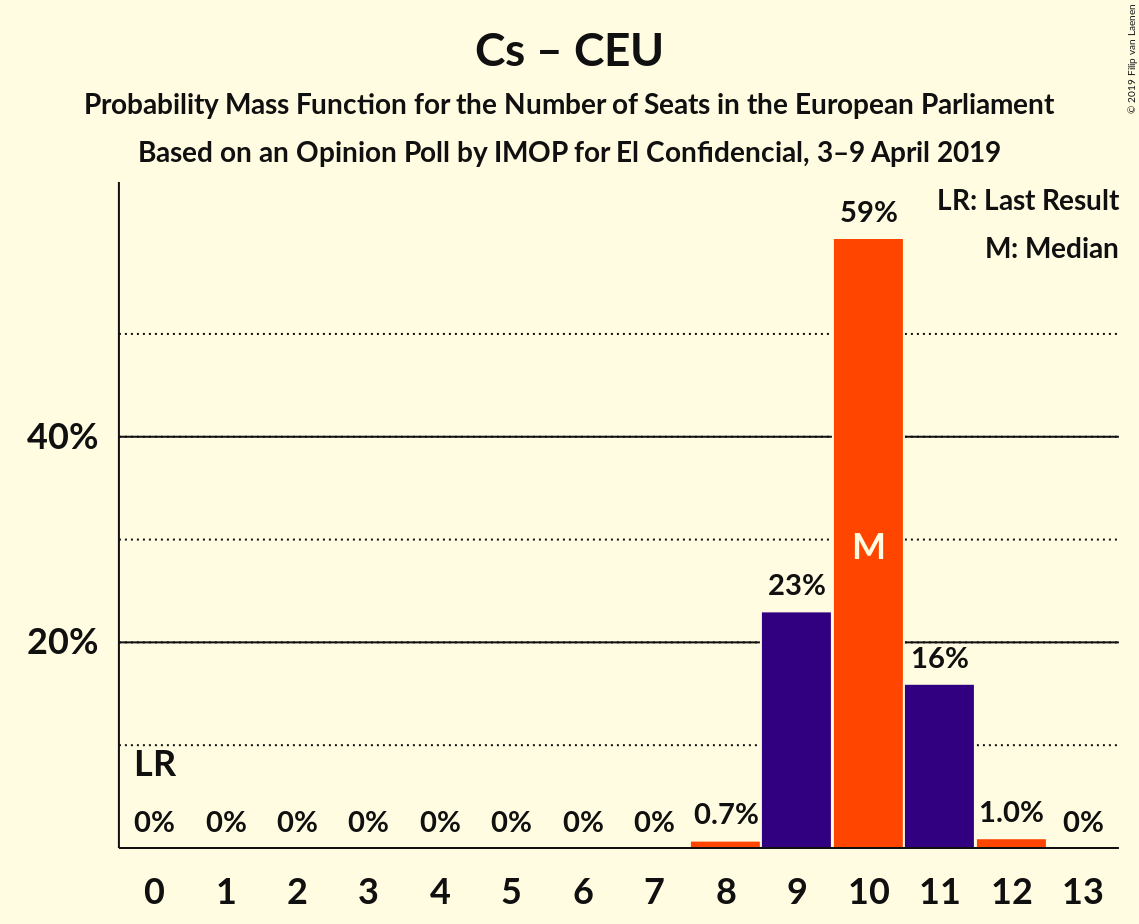 Cs – CEU
Probability Mass Function for the Number of Seats in the European Parliament
Based on an Opinion Poll by IMOP for El Confidencial, 3–9 April 2019
© 2019 Filip van Laenen
LR: Last Result
M: Median
59%
40%
M
23%
20%
16%
LR
0% 0% 0% 0% 0% 0% 0% 0% 0.7% 1.0% 0%
0 1 2 3 4 5 6 7 8 9 10 11 12 13